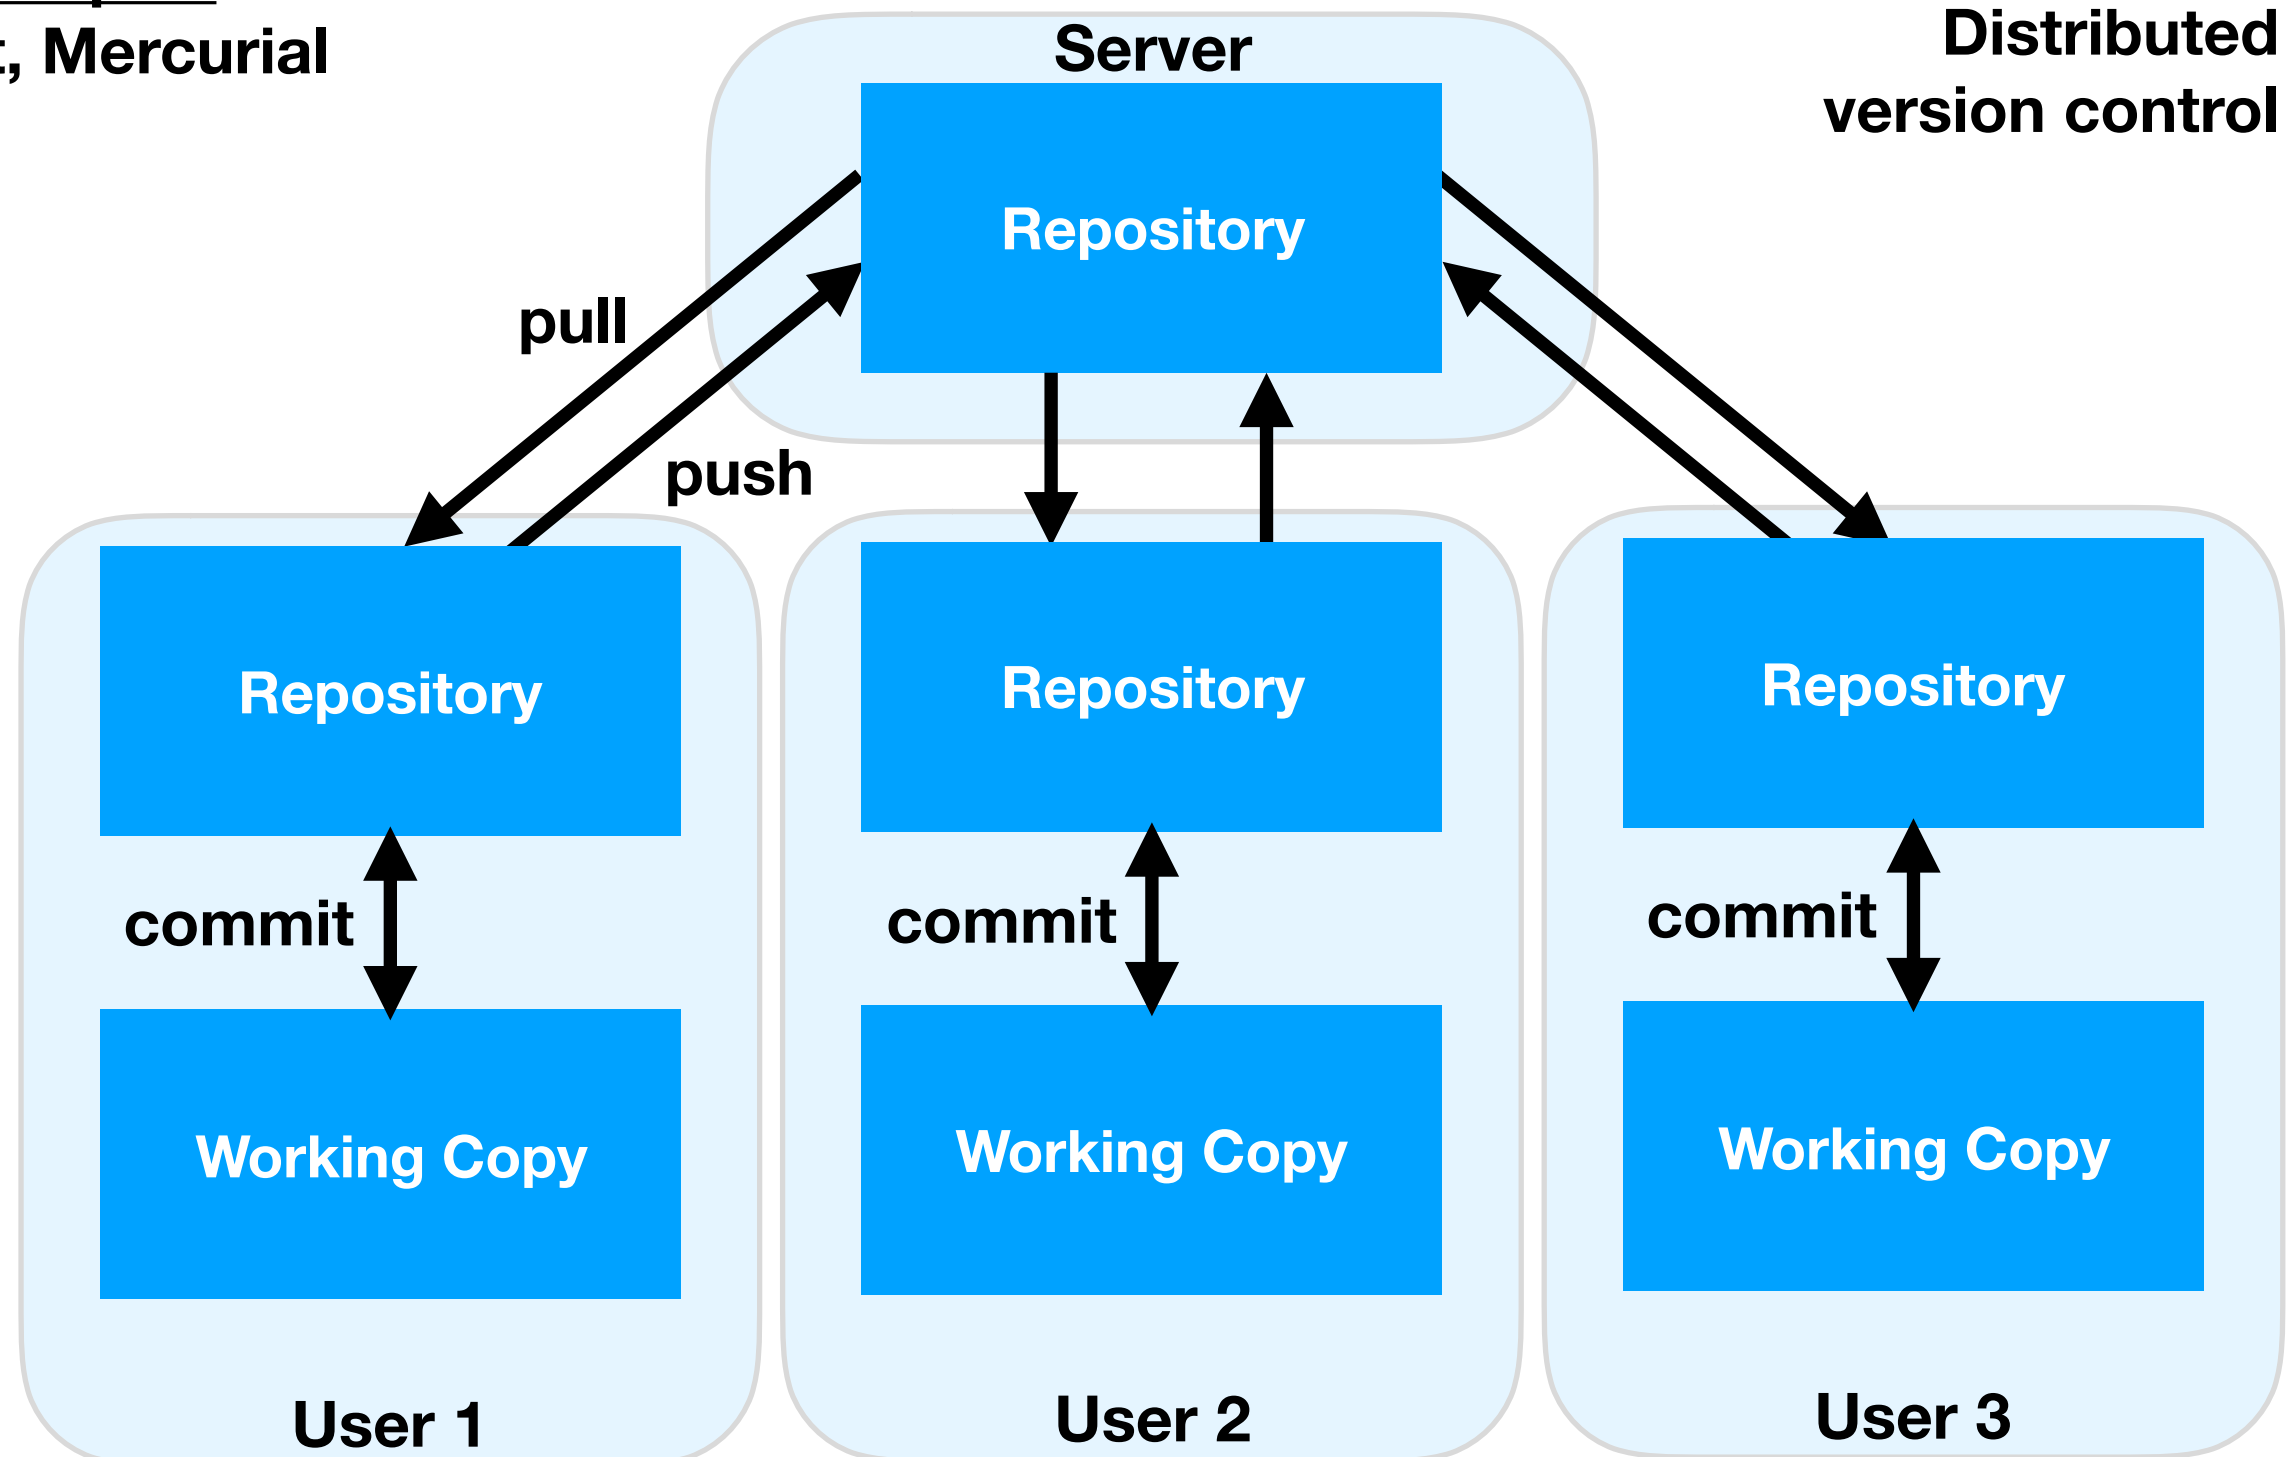 , Mercurial
Distributed
version control
Server
Repository
pull
push
Repository
Repository
Repository
commit
commit
commit
Working Copy
Working Copy
Working Copy
User 1
User 2
User 3